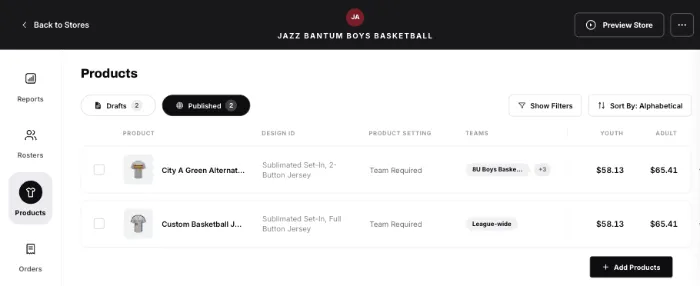 Back to Stores
JA
JAZZ BANTUM BOYS BASKETBALL
Preview Store
Reports
Rosters
Products
Orders
Products
Drafts 2
Published 2
Show Filters
Sort By: Alphabetical
PRODUCT DESIGN ID PRODUCT SETTING TEAMS YOUTH ADULT
City A Green Alternat...
Sublimated Set-In, 2-
Button Jersey
Team Required
8U Boys Baske... +3
$58.13 $65.41
Custom Basketball J...
Sublimated Set-In, Full
Button Jersey
Team Required
League-wide
$58.13 $65.41
+ Add Products